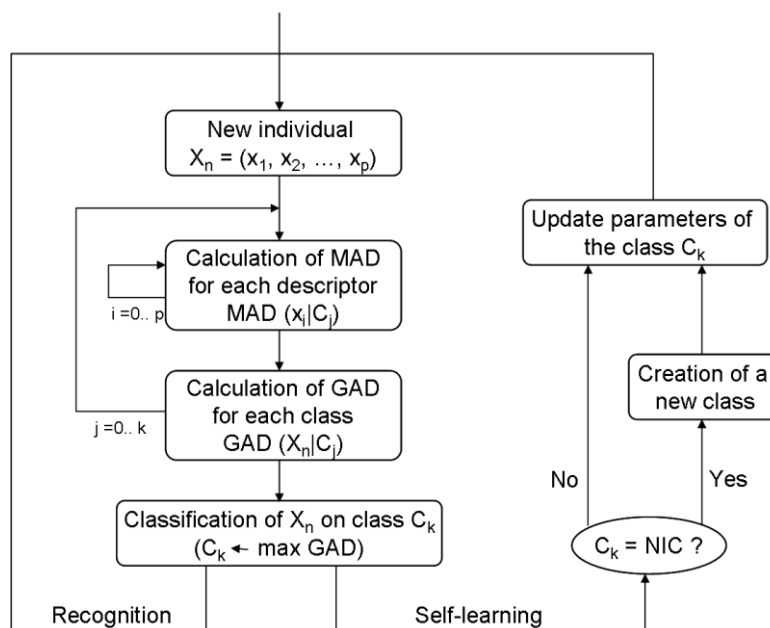 New individual
Xₙ = (x₁, x₂, ..., xₚ)
Calculation of MAD
for each descriptor
MAD (xᵢ|Cⱼ)
i =0.. p
Calculation of GAD
for each class
GAD (Xₙ|Cⱼ)
j =0.. k
Classification of Xₙ on class Cₖ
(Cₖ ← max GAD)
Recognition
Self-learning
Update parameters of
the class Cₖ
Creation of a
new class
No
Yes
Cₖ = NIC ?